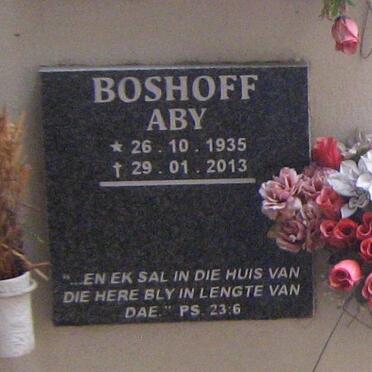 BOSHOFF
ABY
★ 26 . 10 . 1935
† 29 . 01 . 2013
"...EN EK SAL IN DIE HUIS VAN
DIE HERE BLY IN LENGTE VAN
DAE." PS. 23:6